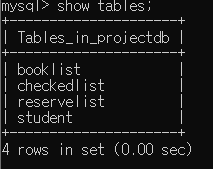 mysql> show tables;
+---------------------+
| Tables_in_projectdb |
+---------------------+
| booklist            |
| checkedlist         |
| reservelist         |
| student             |
+---------------------+
4 rows in set (0.00 sec)